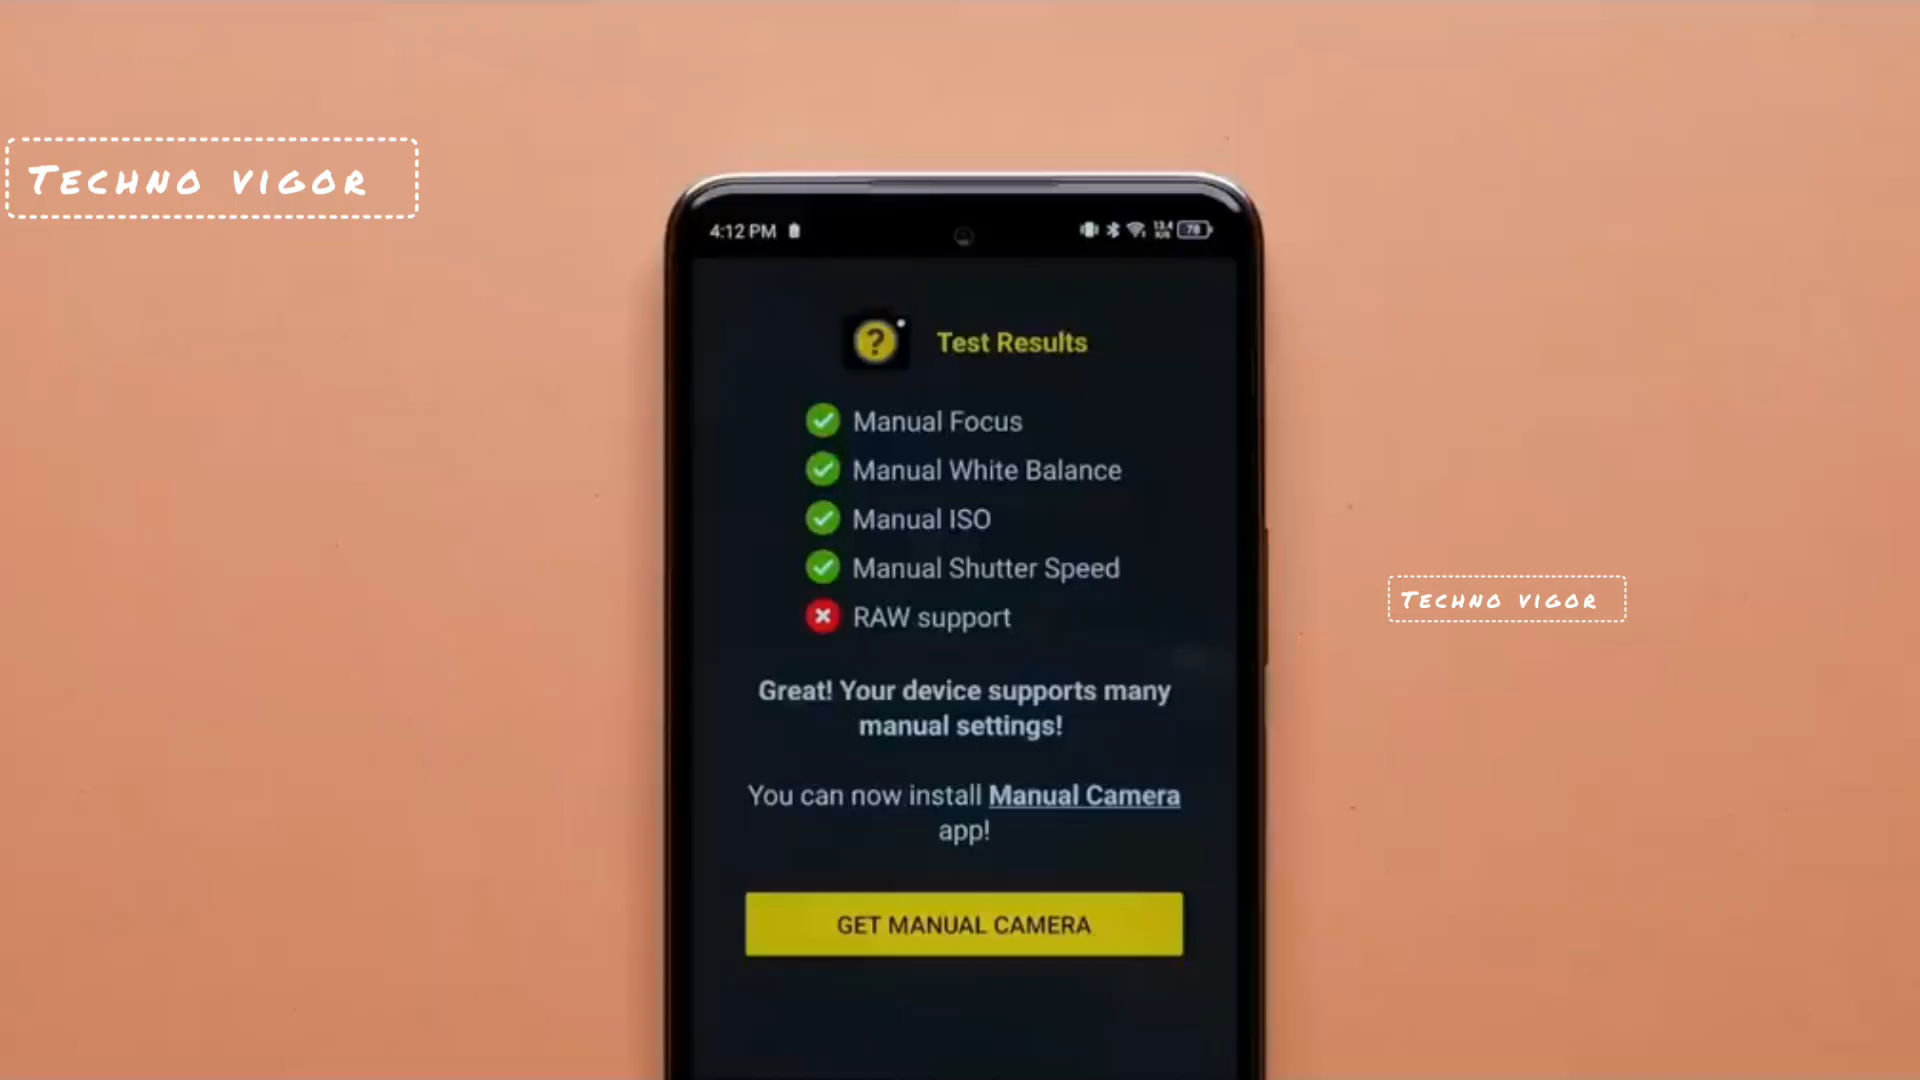 Techno vigor
4:12 PM
78
Test Results
Manual Focus
Manual White Balance
Manual ISO
Manual Shutter Speed
RAW support
Great! Your device supports many
manual settings!
You can now install Manual Camera
app!
GET MANUAL CAMERA
Techno vigor